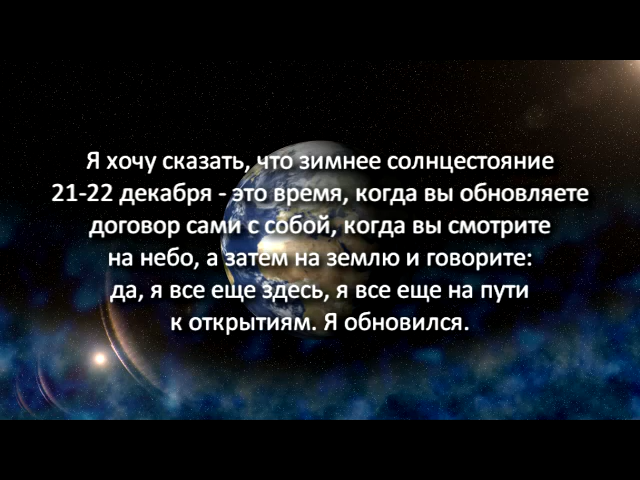 Я хочу сказать, что зимнее солнцестояние
21-22 декабря - это время, когда вы обновляете
договор сами с собой, когда вы смотрите
на небо, а затем на землю и говорите:
да, я все еще здесь, я все еще на пути
к открытиям. Я обновился.